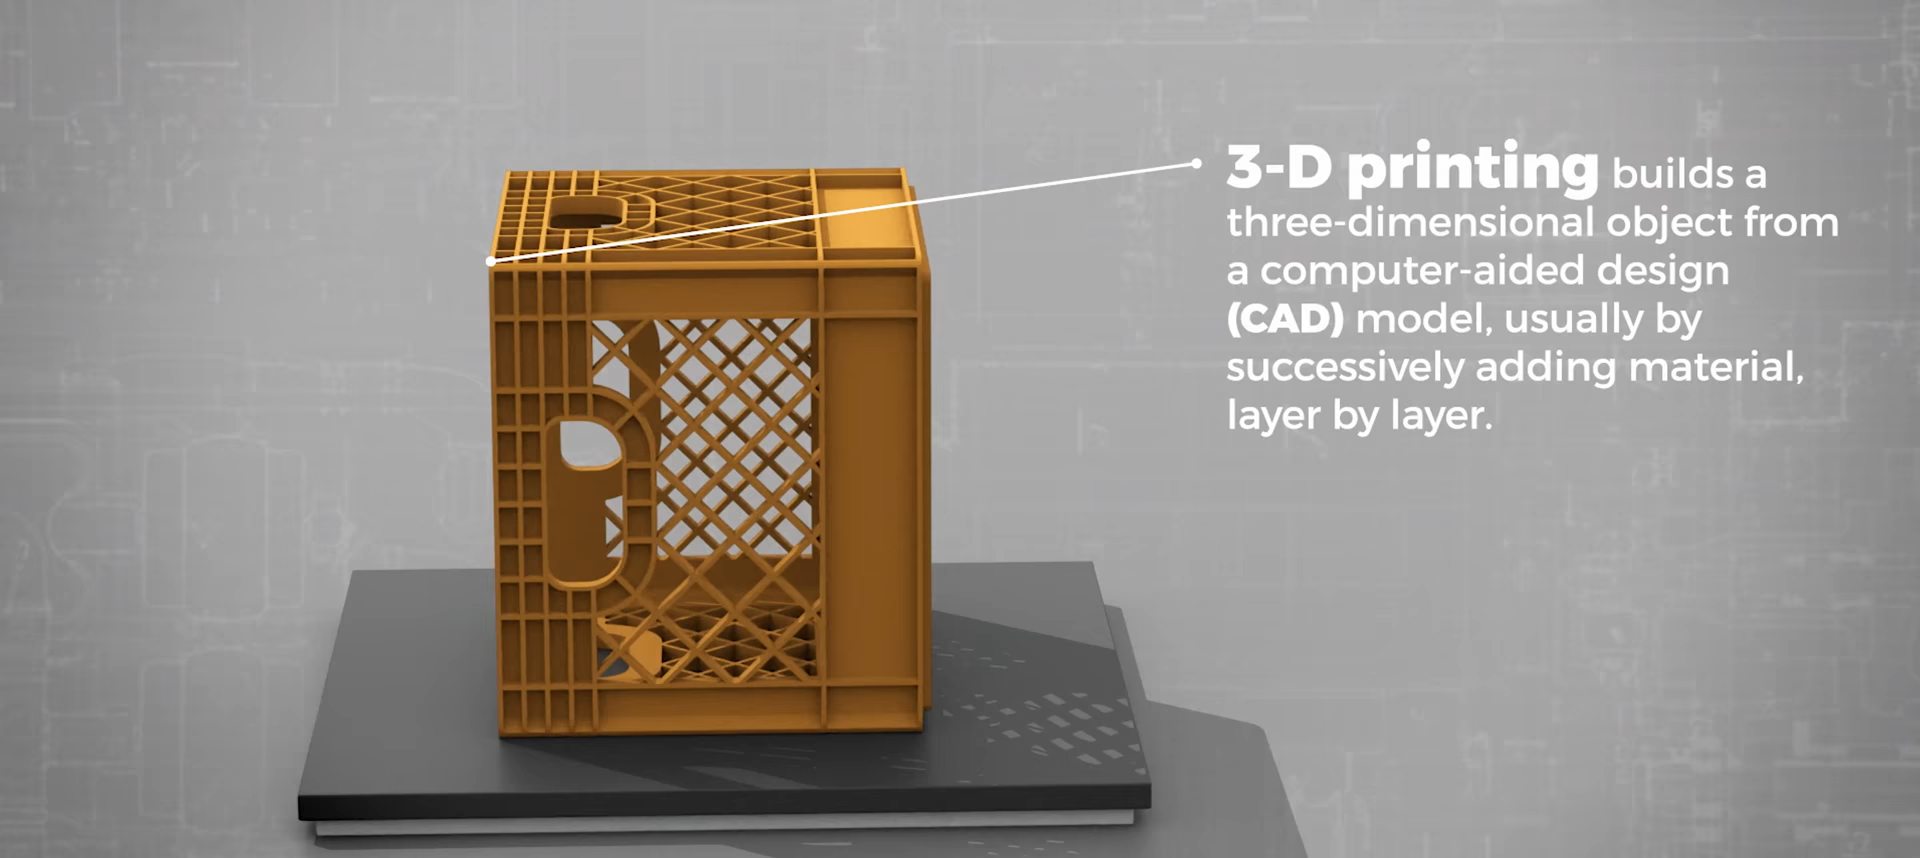 3-D printing builds a
three-dimensional object from
a computer-aided design
(CAD) model, usually by
successively adding material,
layer by layer.